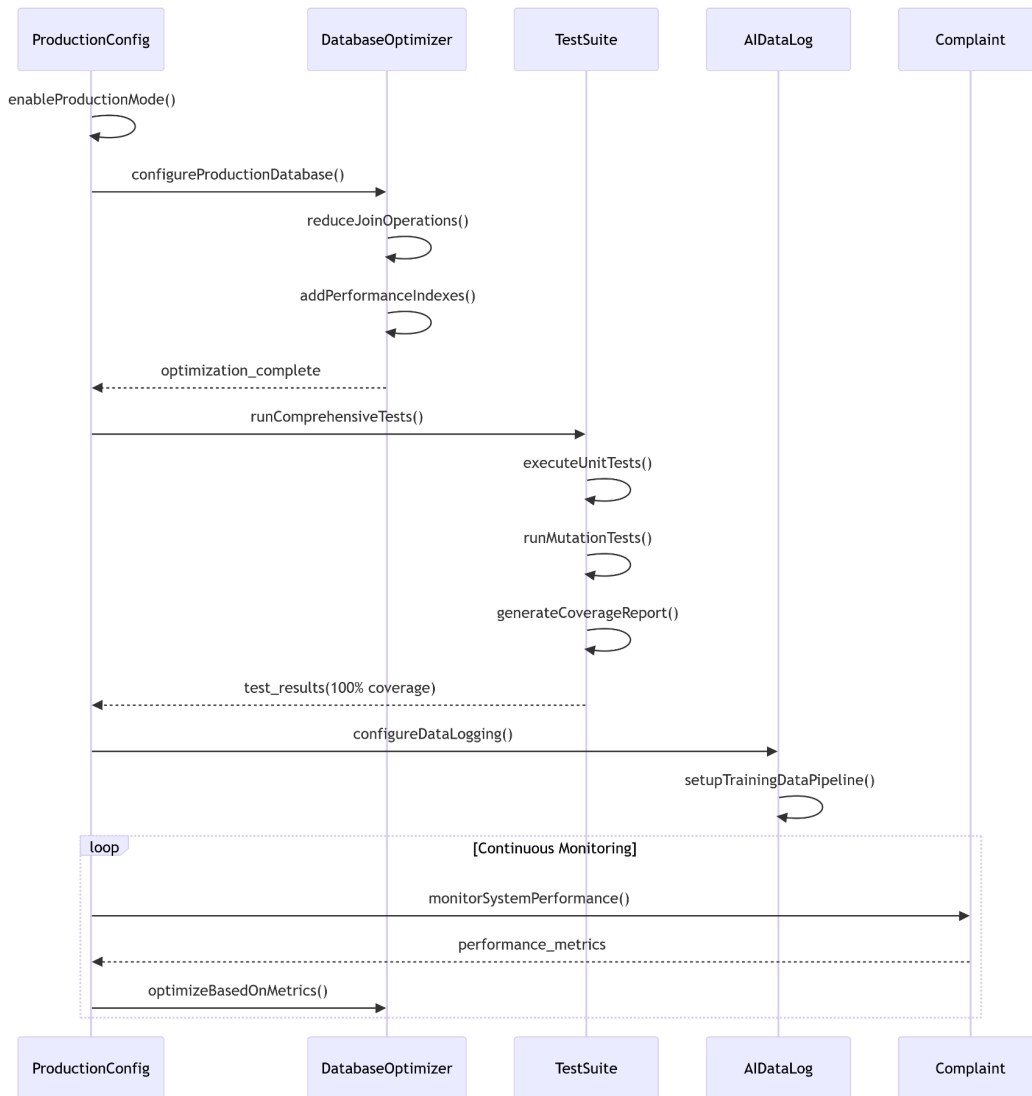 ProductionConfig
DatabaseOptimizer
TestSuite
AIDataLog
Complaint
enableProductionMode()
configureProductionDatabase()
reduceJoinOperations()
addPerformanceIndexes()
optimization_complete
runComprehensiveTests()
executeUnitTests()
runMutationTests()
generateCoverageReport()
test_results(100% coverage)
configureDataLogging()
setupTrainingDataPipeline()
loop
[Continuous Monitoring]
monitorSystemPerformance()
performance_metrics
optimizeBasedOnMetrics()
ProductionConfig
DatabaseOptimizer
TestSuite
AIDataLog
Complaint